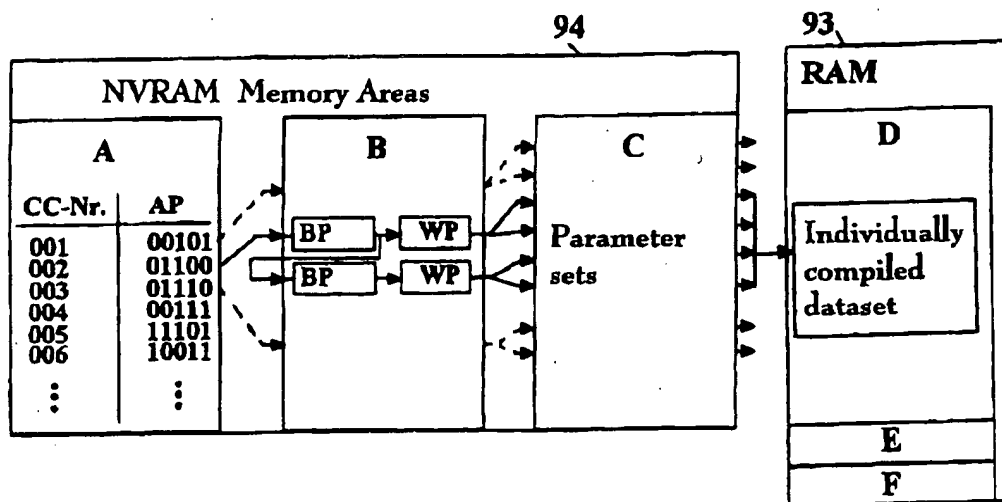 94
93
NVRAM Memory Areas
RAM
A
B
C
D
CC-Nr. AP
001 00101
002 01100
003 01110
004 00111
005 11101
006 10011
BP WP
BP WP
Parameter
sets
Individually
compiled
dataset
E
F